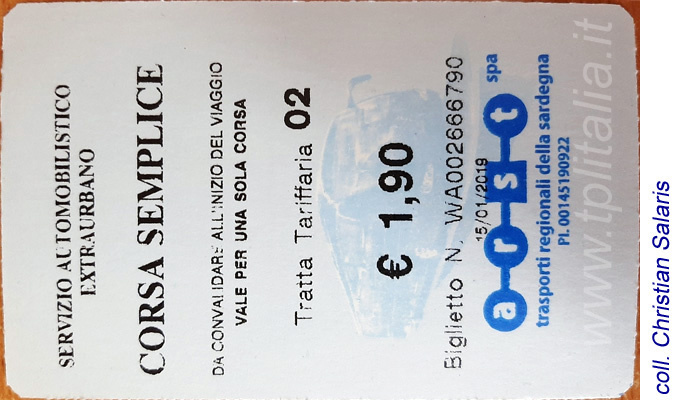 SERVIZIO AUTOMOBILISTICO
EXTRAURBANO
CORSA SEMPLICE
DA CONVALIDARE ALL'INIZIO DEL VIAGGIO
VALE PER UNA SOLA CORSA
Tratta Tariffaria 02
€ 1,90
Biglietto N. WA002666790
15/01/2019
arst spa
trasporti regionali della sardegna
PI. 00145190922
www.tplitalia.it
coll. Christian Salaris